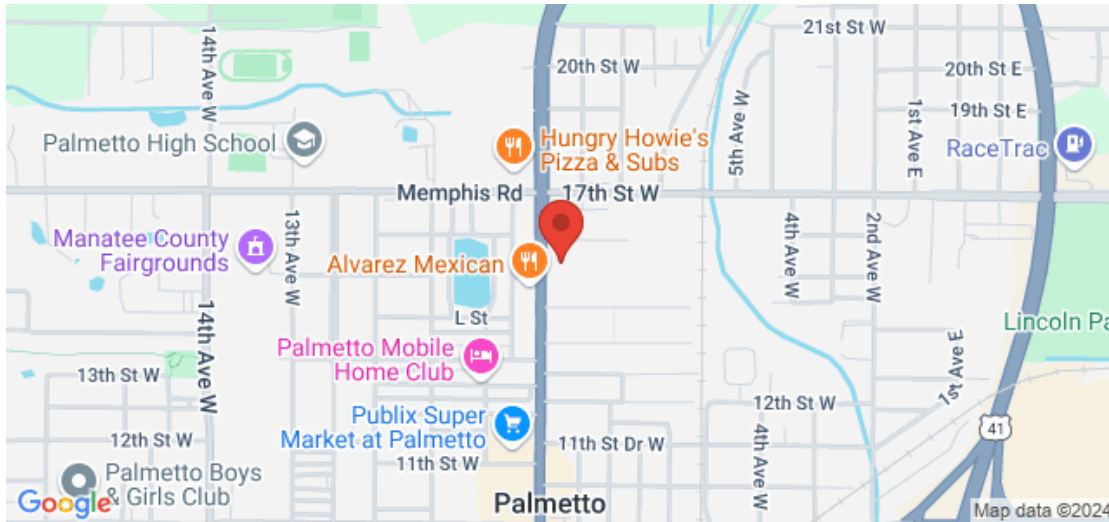 21st St W
14th Ave W
20th St W
20th St E
5th Ave W
1st Ave E
19th St E
Palmetto High School
Hungry Howie's
Pizza & Subs
RaceTrac
Memphis Rd
17th St W
13th Ave W
4th Ave W
2nd Ave W
Manatee County
Fairgrounds
Alvarez Mexican
14th Ave W
L St
Lincoln Pa
Palmetto Mobile
Home Club
1st Ave E
13th St W
12th St W
Publix Super
Market at Palmetto
41
12th St W
11th St Dr W
4th Ave W
11th St W
Palmetto Boys
& Girls Club
Google
Palmetto
Map data ©2024